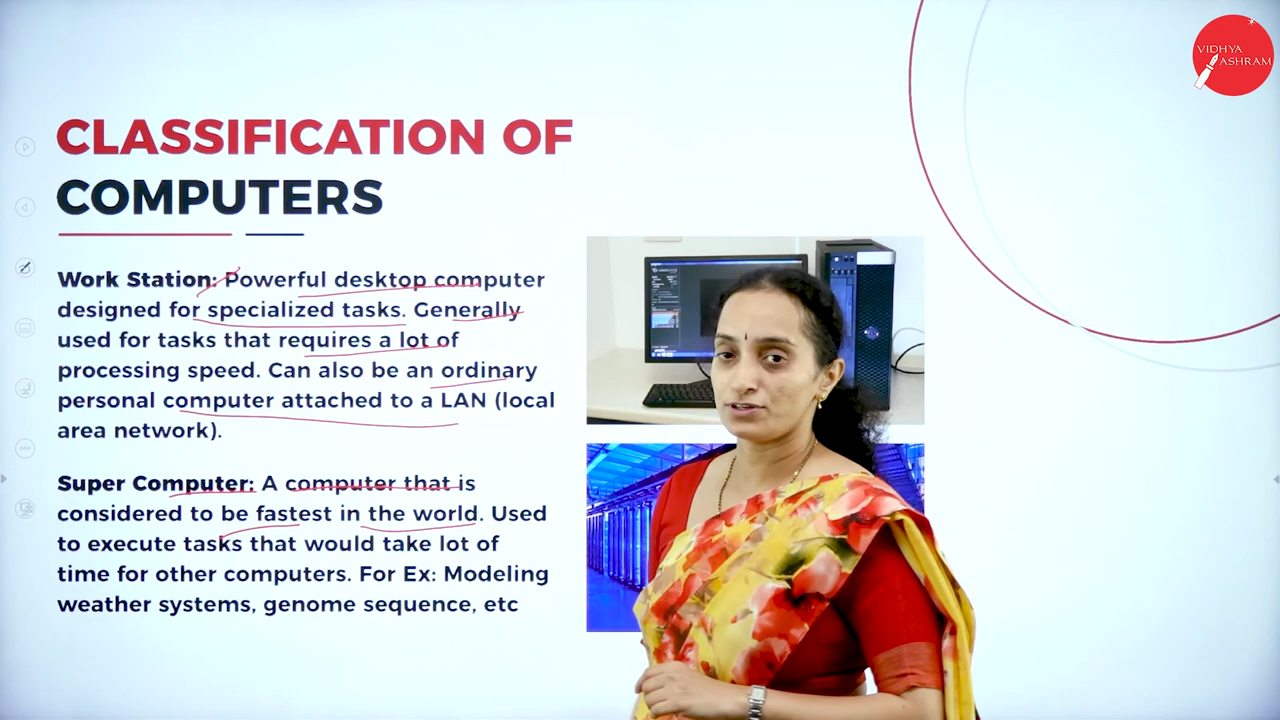 VIDHYA
ASHRAM
CLASSIFICATION OF
COMPUTERS
Work Station: Powerful desktop computer
designed for specialized tasks. Generally
used for tasks that requires a lot of
processing speed. Can also be an ordinary
personal computer attached to a LAN (local
area network).
Super Computer: A computer that is
considered to be fastest in the world. Used
to execute tasks that would take lot of
time for other computers. For Ex: Modeling
weather systems, genome sequence, etc